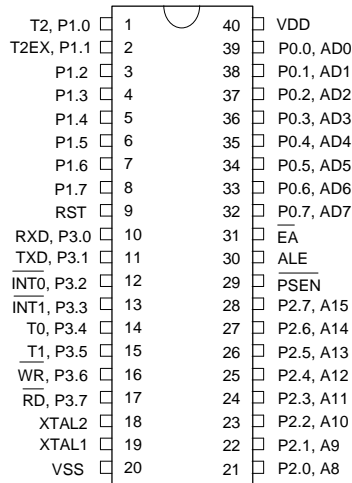 T2, P1.0 1 40 VDD
T2EX, P1.1 2 39 P0.0, AD0
P1.2 3 38 P0.1, AD1
P1.3 4 37 P0.2, AD2
P1.4 5 36 P0.3, AD3
P1.5 6 35 P0.4, AD4
P1.6 7 34 P0.5, AD5
P1.7 8 33 P0.6, AD6
RST 9 32 P0.7, AD7
RXD, P3.0 10 31 E̅A̅
TXD, P3.1 11 30 ALE
I̅N̅T̅0̅, P3.2 12 29 P̅S̅E̅N̅
I̅N̅T̅1̅, P3.3 13 28 P2.7, A15
T0, P3.4 14 27 P2.6, A14
T1, P3.5 15 26 P2.5, A13
W̅R̅, P3.6 16 25 P2.4, A12
R̅D̅, P3.7 17 24 P2.3, A11
XTAL2 18 23 P2.2, A10
XTAL1 19 22 P2.1, A9
VSS 20 21 P2.0, A8